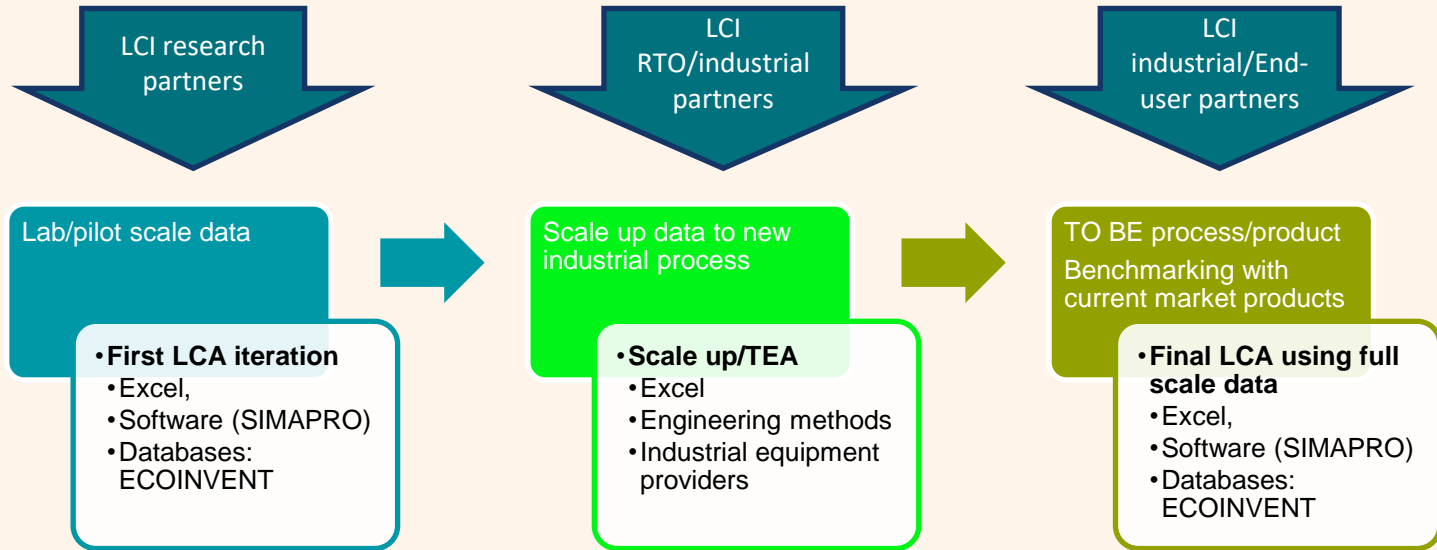 LCI research
partners
LCI
RTO/industrial
partners
LCI
industrial/End-
user partners
Lab/pilot scale data
•First LCA iteration
•Excel,
•Software (SIMAPRO)
•Databases:
ECOINVENT
Scale up data to new
industrial process
•Scale up/TEA
•Excel
•Engineering methods
•Industrial equipment
providers
TO BE process/product
Benchmarking with
current market products
•Final LCA using full
scale data
•Excel,
•Software (SIMAPRO)
•Databases:
ECOINVENT